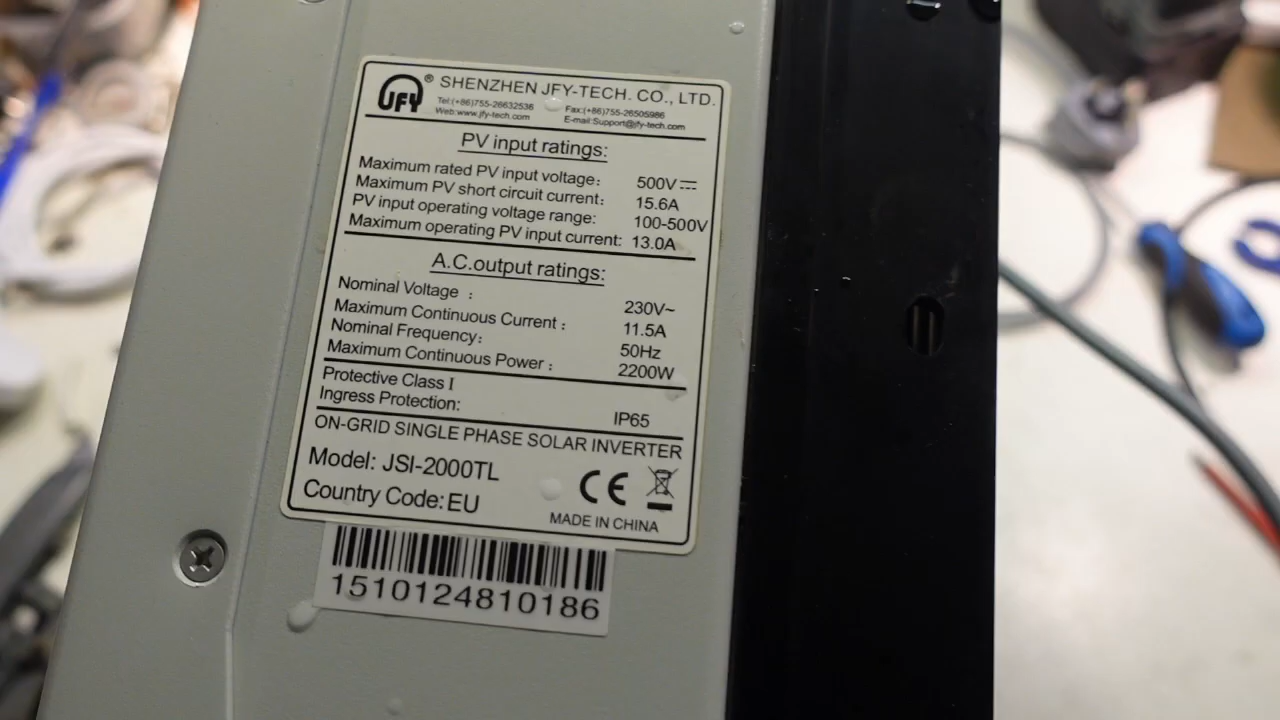 JFY® SHENZHEN JFY-TECH. CO., LTD.
Tel:(+86)755-26632536 Fax:(+86)755-26505986
Web:www.jfy-tech.com E-mail:Support@jfy-tech.com
PV input ratings:
Maximum rated PV input voltage: 500V⎓
Maximum PV short circuit current: 15.6A
PV input operating voltage range: 100-500V
Maximum operating PV input current: 13.0A
A.C.output ratings:
Nominal Voltage : 230V~
Maximum Continuous Current : 11.5A
Nominal Frequency: 50Hz
Maximum Continuous Power : 2200W
Protective Class I
Ingress Protection: IP65
ON-GRID SINGLE PHASE SOLAR INVERTER
Model: JSI-2000TL
Country Code:EU
CE
MADE IN CHINA
1510124810186